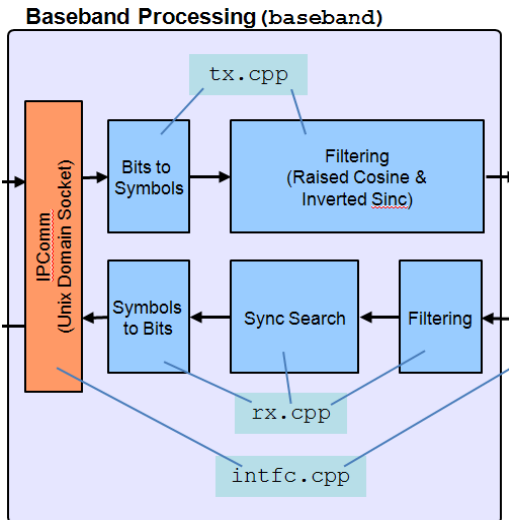 Baseband Processing (baseband)
tx.cpp
IPComm
(Unix Domain Socket)
Bits to
Symbols
Filtering
(Raised Cosine &
Inverted Sinc)
Symbols
to Bits
Sync Search
Filtering
rx.cpp
intfc.cpp